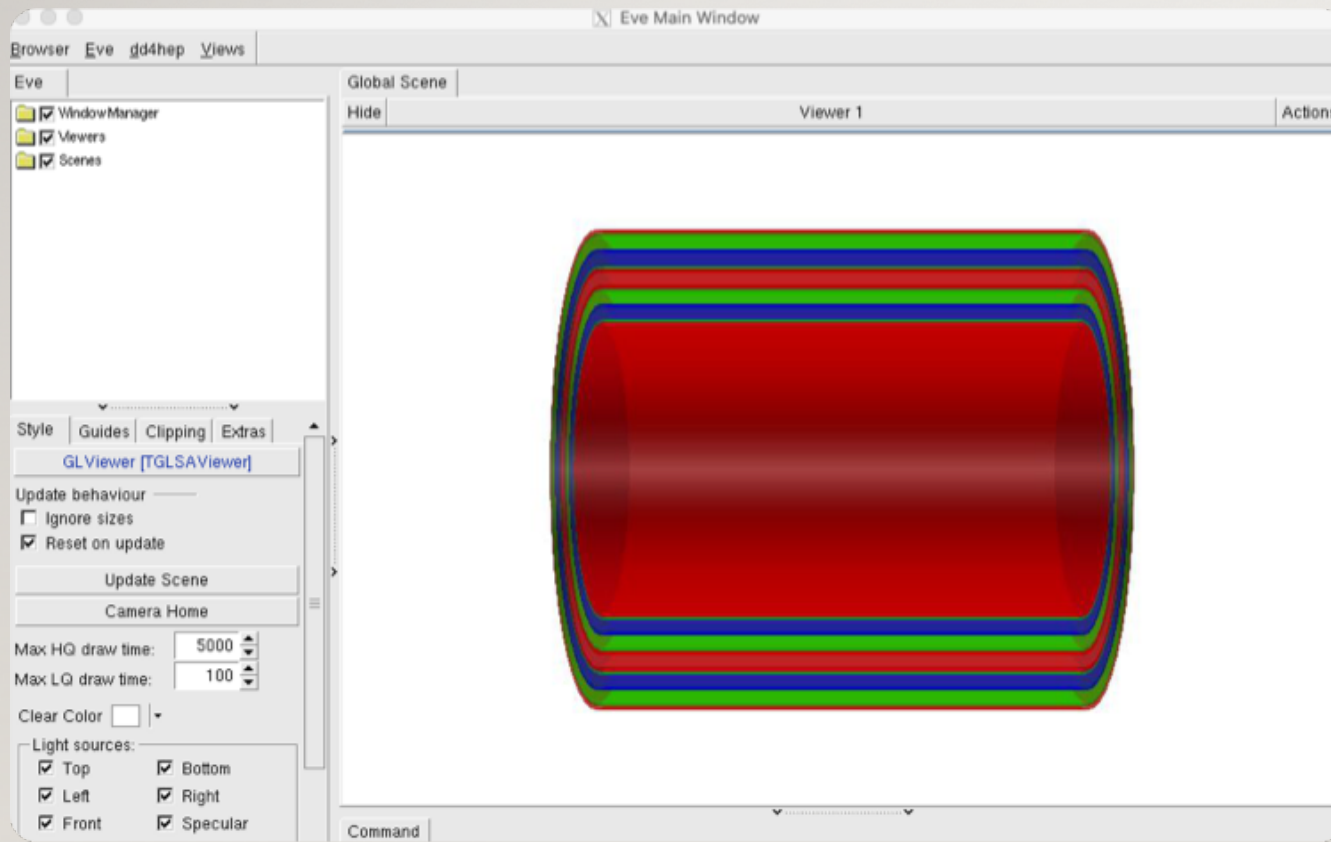 Eve Main Window
Browser Eve dd4hep Views
Eve
WindowManager
Viewers
Scenes
Style Guides Clipping Extras
GLViewer [TGLSAViewer]
Update behaviour
Ignore sizes
Reset on update
Update Scene
Camera Home
Max HQ draw time: 5000
Max LQ draw time: 100
Clear Color
Light sources:
Top Bottom
Left Right
Front Specular
Global Scene
Hide Viewer 1 Actions
Command